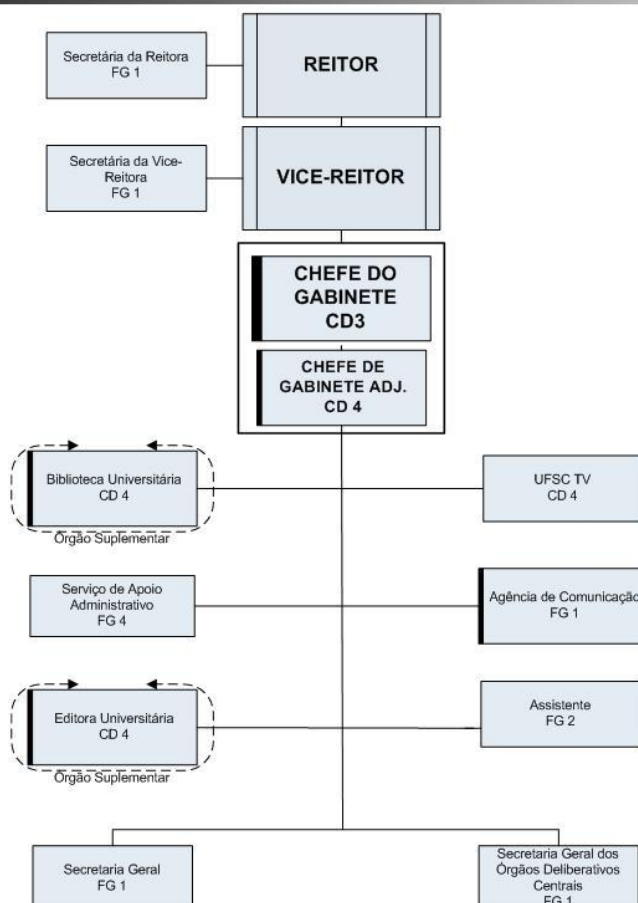 Secretária da Reitora
FG 1
REITOR
Secretária da Vice-
Reitora
FG 1
VICE-REITOR
CHEFE DO
GABINETE
CD3
CHEFE DE
GABINETE ADJ.
CD 4
Biblioteca Universitária
CD 4
Órgão Suplementar
UFSC TV
CD 4
Serviço de Apoio
Administrativo
FG 4
Agência de Comunicação
FG 1
Editora Universitária
CD 4
Órgão Suplementar
Assistente
FG 2
Secretaria Geral
FG 1
Secretaria Geral dos
Órgãos Deliberativos
Centrais
FG 1